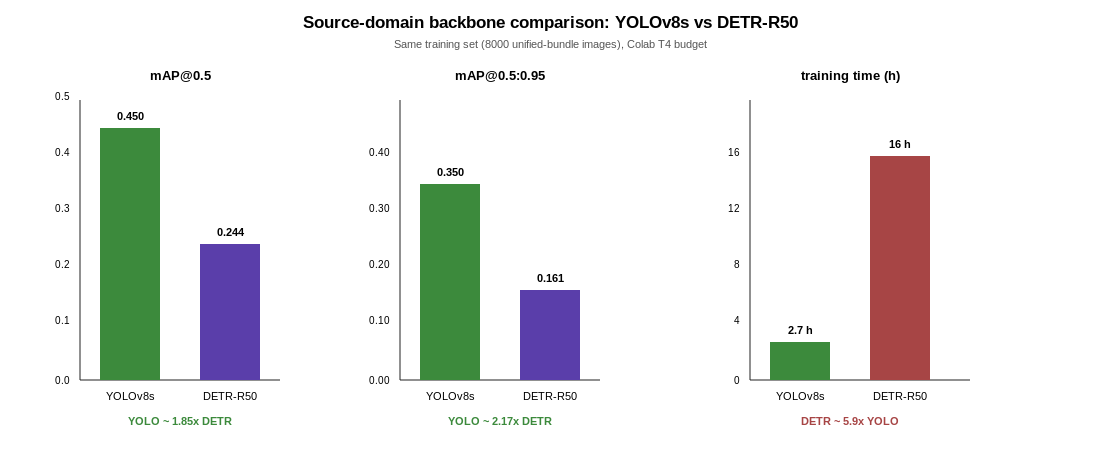 Source-domain backbone comparison: YOLOv8s vs DETR-R50
Same training set (8000 unified-bundle images), Colab T4 budget
mAP@0.5
0.5
0.4
0.3
0.2
0.1
0.0
0.450
0.244
YOLOv8s
DETR-R50
YOLO ~ 1.85x DETR
mAP@0.5:0.95
0.40
0.30
0.20
0.10
0.00
0.350
0.161
YOLOv8s
DETR-R50
YOLO ~ 2.17x DETR
training time (h)
16
12
8
4
0
2.7 h
16 h
YOLOv8s
DETR-R50
DETR ~ 5.9x YOLO